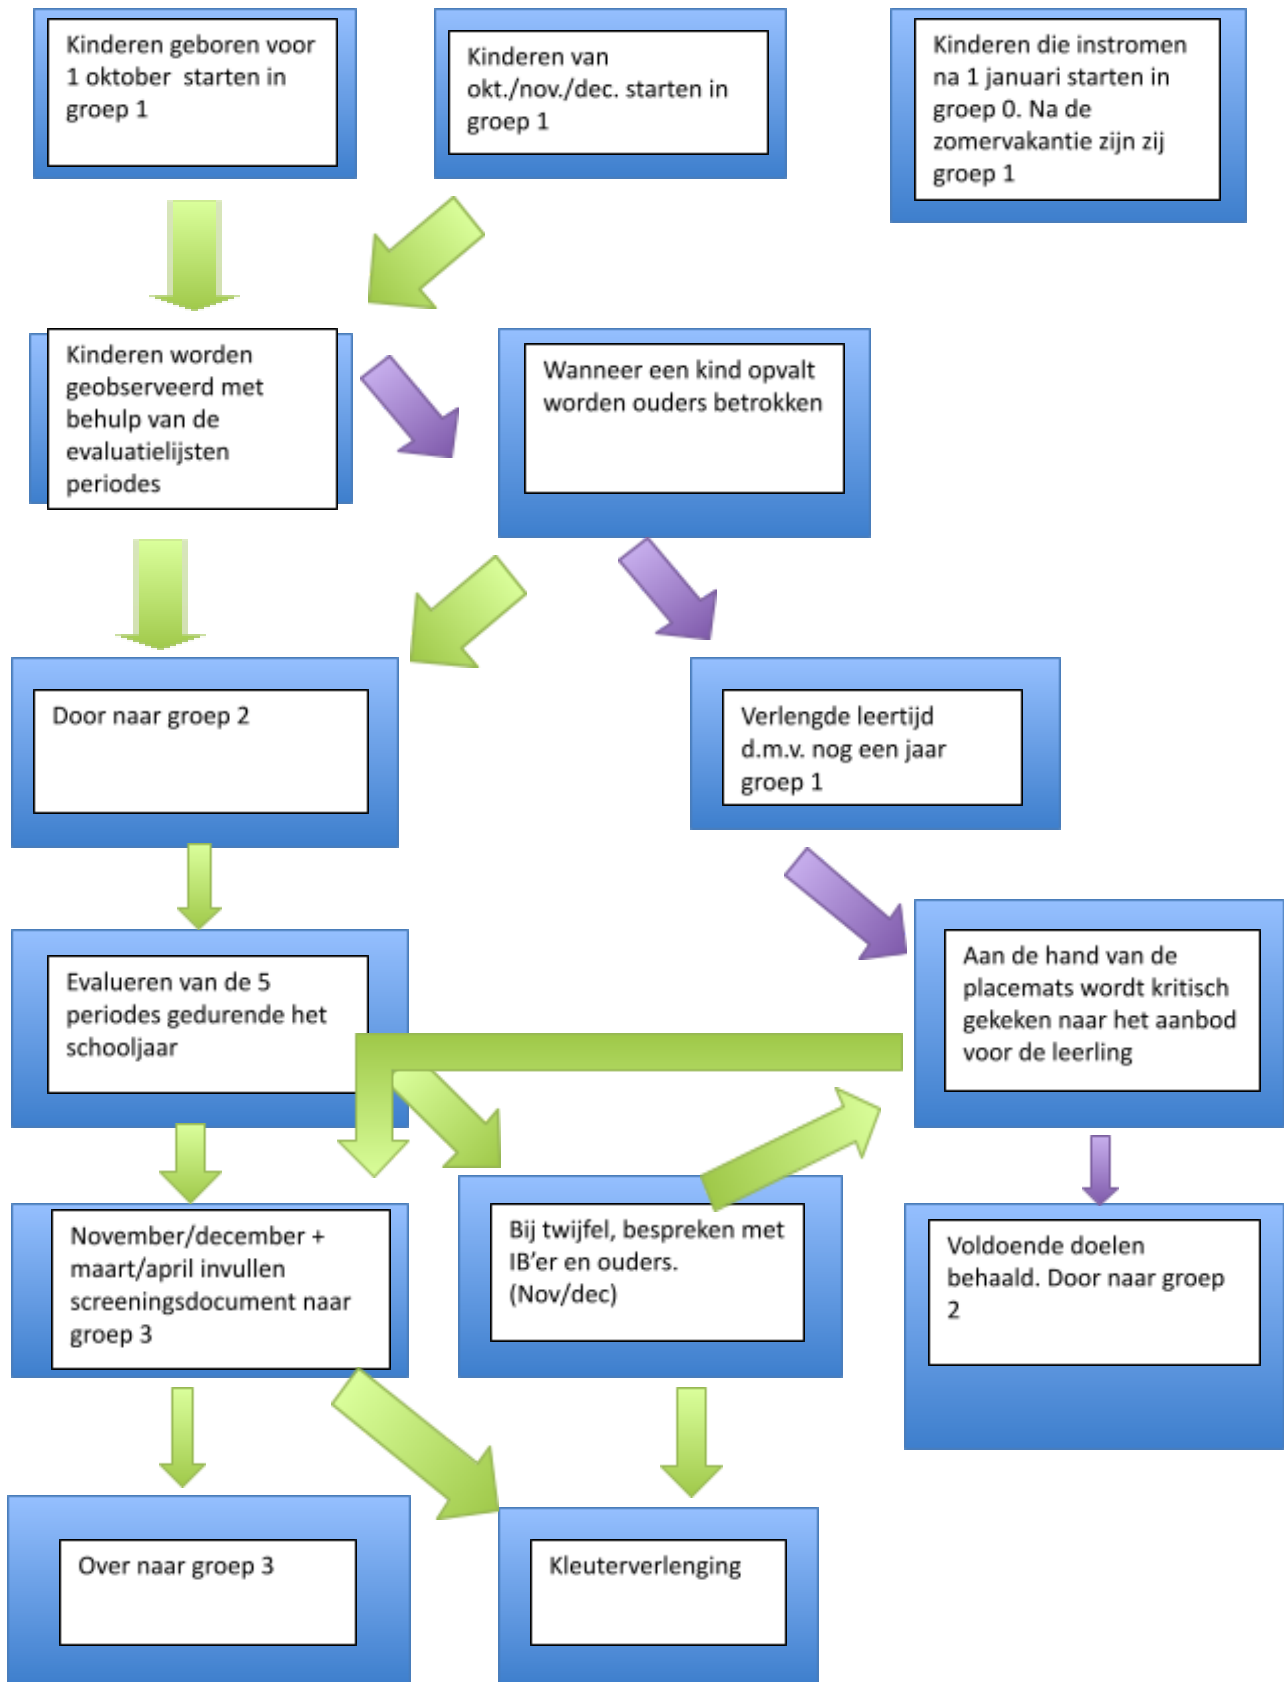 Kinderen geboren voor
1 oktober starten in
groep 1
Kinderen van
okt./nov./dec. starten in
groep 1
Kinderen die instromen
na 1 januari starten in
groep 0. Na de
zomervakantie zijn zij
groep 1
Kinderen worden
geobserveerd met
behulp van de
evaluatielijsten
periodes
Wanneer een kind opvalt
worden ouders betrokken
Door naar groep 2
Verlengde leertijd
d.m.v. nog een jaar
groep 1
Evalueren van de 5
periodes gedurende het
schooljaar
Aan de hand van de
placemats wordt kritisch
gekeken naar het aanbod
voor de leerling
November/december +
maart/april invullen
screeningsdocument naar
groep 3
Bij twijfel, bespreken met
IB'er en ouders.
(Nov/dec)
Voldoende doelen
behaald. Door naar groep
2
Over naar groep 3
Kleuterverlenging